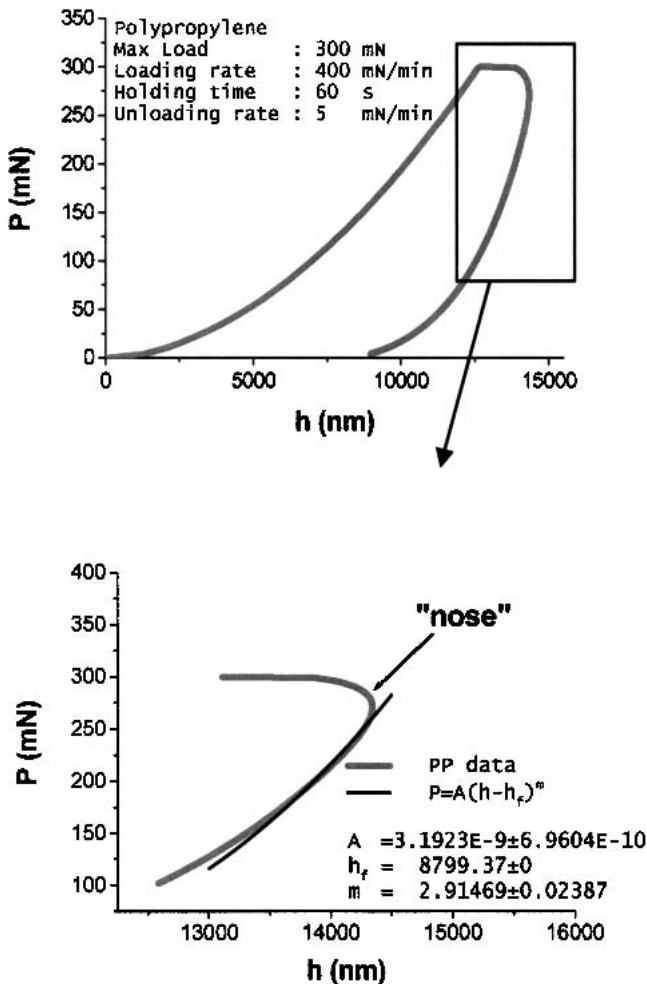 350
Polypropylene
Max Load : 300 mN
300
Loading rate : 400 mN/min
Holding time : 60 s
250
Unloading rate : 5 mN/min
200
P (mN)
150
100
50
0
0 5000 10000 15000
h (nm)
400
"nose"
350
300
P (mN)
250
PP data
200
P=A(h-hf)^m
150
A =3.1923E-9±6.9604E-10
hf = 8799.37±0
100
m = 2.91469±0.02387
13000 14000 15000 16000
h (nm)